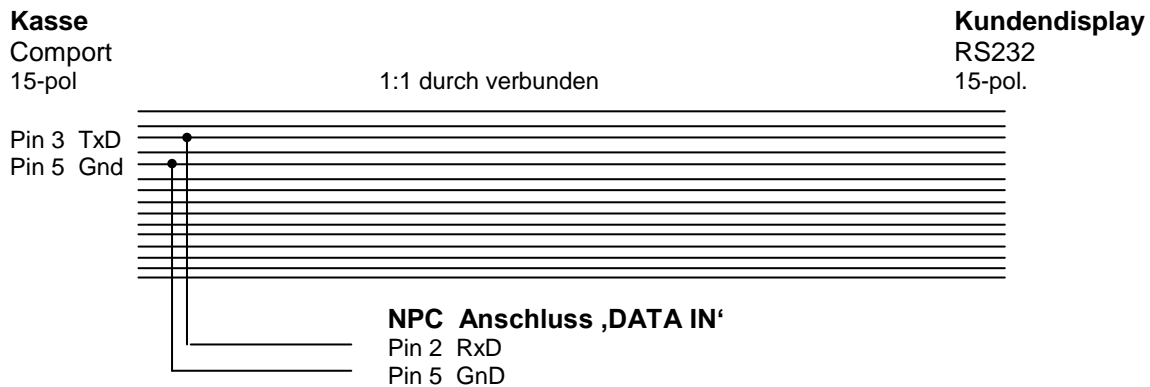 Kasse
Comport
15-pol
1:1 durch verbunden
Kundendisplay
RS232
15-pol.
Pin 3 TxD
Pin 5 Gnd
NPC Anschluss ‚DATA IN‘
Pin 2 RxD
Pin 5 GnD